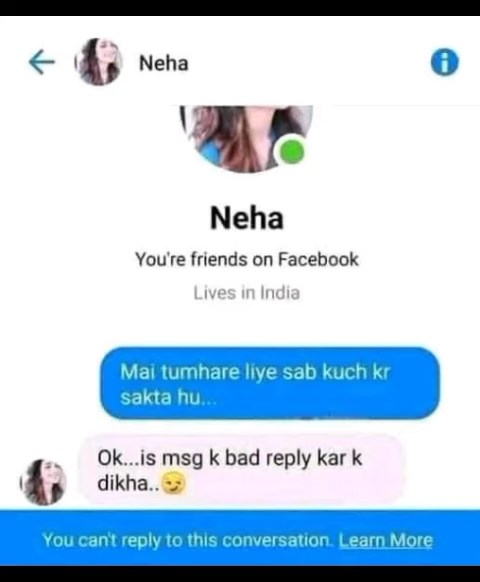 Neha
Neha
You're friends on Facebook
Lives in India
Mai tumhare liye sab kuch kr
sakta hu...
Ok...is msg k bad reply kar k
dikha..😏
You can't reply to this conversation. Learn More